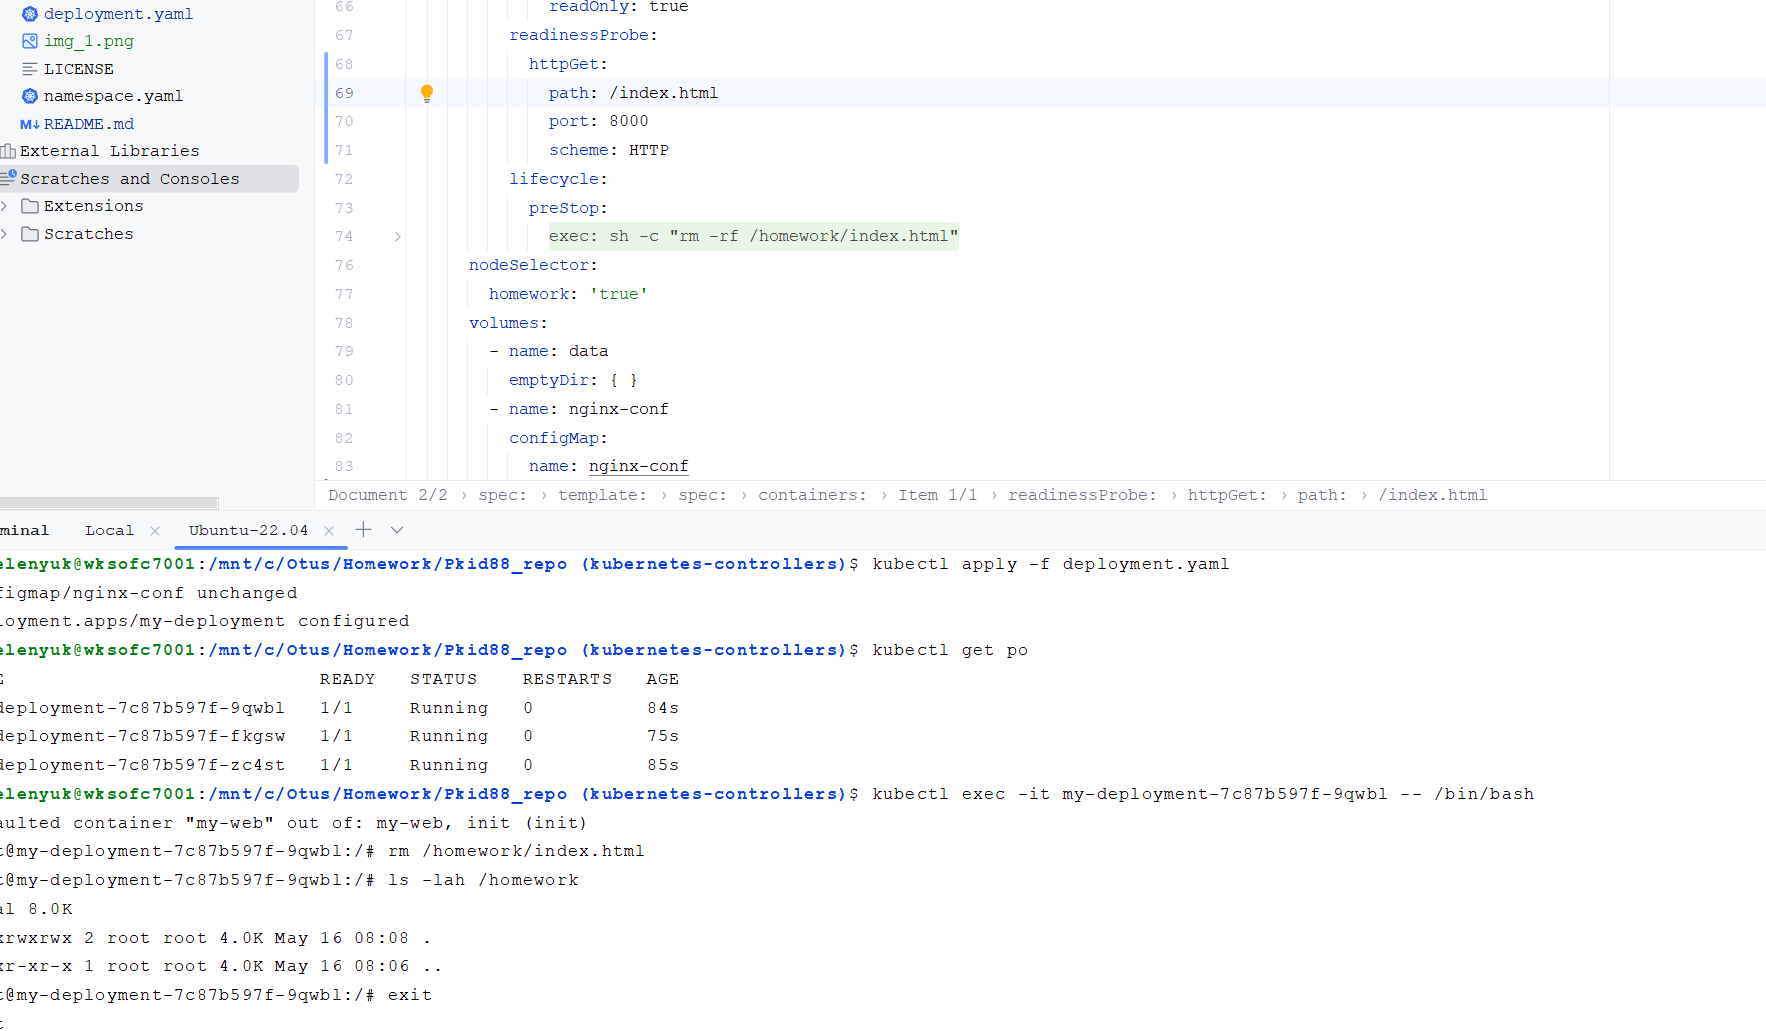 deployment.yaml
img_1.png
LICENSE
namespace.yaml
README.md
External Libraries
Scratches and Consoles
Extensions
Scratches
66 readOnly: true
67 readinessProbe:
68 httpGet:
69 path: /index.html
70 port: 8000
71 scheme: HTTP
72 lifecycle:
73 preStop:
74 exec: sh -c "rm -rf /homework/index.html"
76 nodeSelector:
77 homework: 'true'
78 volumes:
79 - name: data
80 emptyDir: { }
81 - name: nginx-conf
82 configMap:
83 name: nginx-conf
Document 2/2 › spec: › template: › spec: › containers: › Item 1/1 › readinessProbe: › httpGet: › path: › /index.html
minal Local × Ubuntu-22.04 ×
elenyuk@wksofc7001:/mnt/c/Otus/Homework/Pkid88_repo (kubernetes-controllers)$ kubectl apply -f deployment.yaml
figmap/nginx-conf unchanged
loyment.apps/my-deployment configured
elenyuk@wksofc7001:/mnt/c/Otus/Homework/Pkid88_repo (kubernetes-controllers)$ kubectl get po
E READY STATUS RESTARTS AGE
deployment-7c87b597f-9qwbl 1/1 Running 0 84s
deployment-7c87b597f-fkgsw 1/1 Running 0 75s
deployment-7c87b597f-zc4st 1/1 Running 0 85s
elenyuk@wksofc7001:/mnt/c/Otus/Homework/Pkid88_repo (kubernetes-controllers)$ kubectl exec -it my-deployment-7c87b597f-9qwbl -- /bin/bash
aulted container "my-web" out of: my-web, init (init)
t@my-deployment-7c87b597f-9qwbl:/# rm /homework/index.html
t@my-deployment-7c87b597f-9qwbl:/# ls -lah /homework
al 8.0K
xrwxrwx 2 root root 4.0K May 16 08:08 .
xr-xr-x 1 root root 4.0K May 16 08:06 ..
t@my-deployment-7c87b597f-9qwbl:/# exit
t